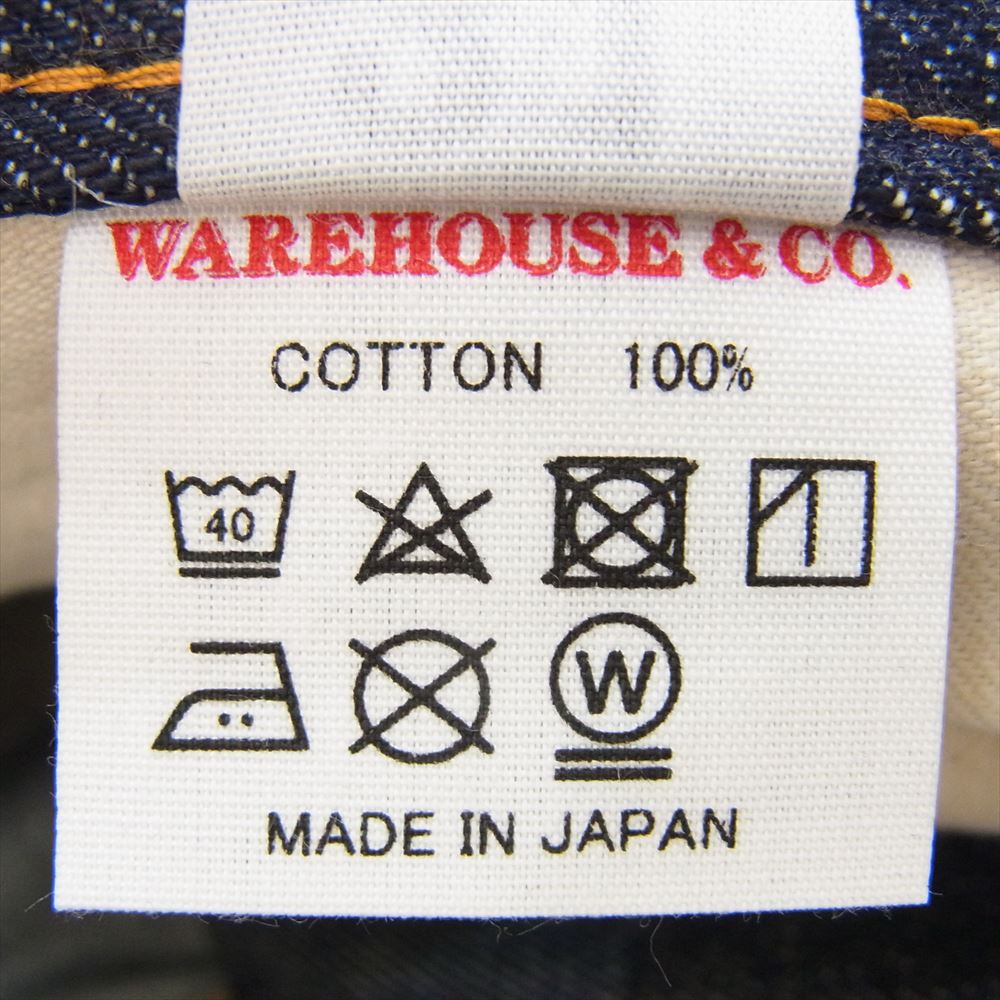 WAREHOUSE & CO.
COTTON 100%
40
W
MADE IN JAPAN